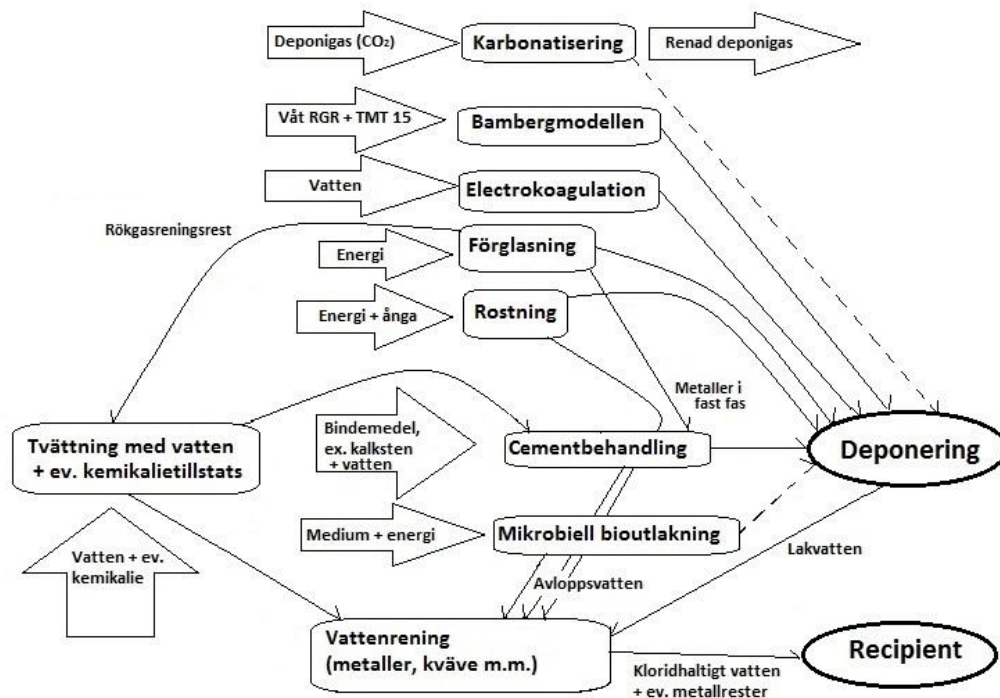 Deponigas (CO₂)
Karbonatisering
Renad deponigas
Våt RGR + TMT 15
Bambergmodellen
Vatten
Electrokoagulation
Rökgasreningsrest
Energi
Förglasning
Energi + ånga
Rostning
Metaller i
fast fas
Tvättning med vatten
+ ev. kemikalietillstats
Bindemedel,
ex. kalksten
+ vatten
Cementbehandling
Deponering
Medium + energi
Mikrobiell bioutlakning
Vatten + ev.
kemikalie
Avloppsvatten
Lakvatten
Vattenrening
(metaller, kväve m.m.)
Kloridhaltigt vatten
+ ev. metallrester
Recipient